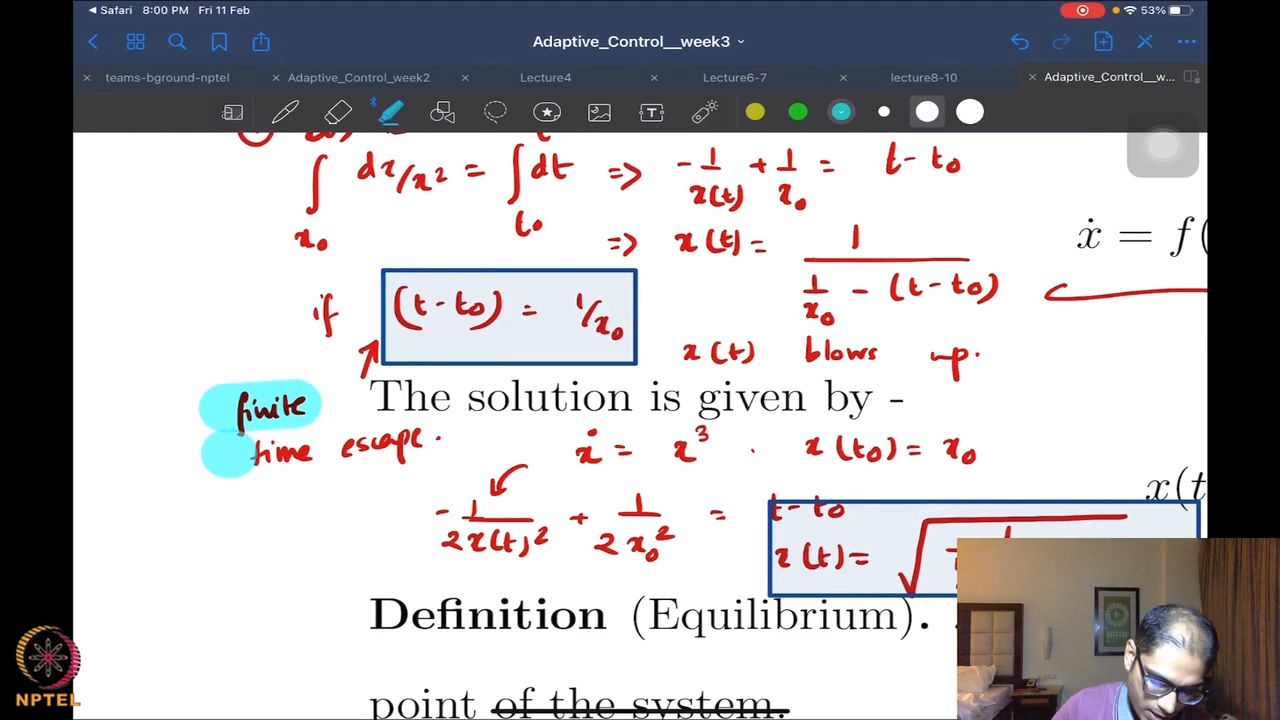 Safari 8:00 PM Fri 11 Feb 53%
Adaptive_Control__week3
teams-bground-nptel Adaptive_Control_week2 Lecture4 Lecture6-7 lecture8-10 Adaptive_Control__w...
∫ dx/x² = ∫ dt => -1/x(t) + 1/x₀ = t - t₀
x₀ t₀
=> x(t) = 1/(1/x₀ - (t - t₀))
ẋ = f(
if (t - t₀) = 1/x₀
x(t) blows up.
The solution is given by -
finite
time escape.
ẋ = x³ . x(t₀) = x₀
x(t
-1/2x(t)² + 1/2x₀² = t - t₀
x(t) = √
Definition (Equilibrium).
point of the system.
NPTEL